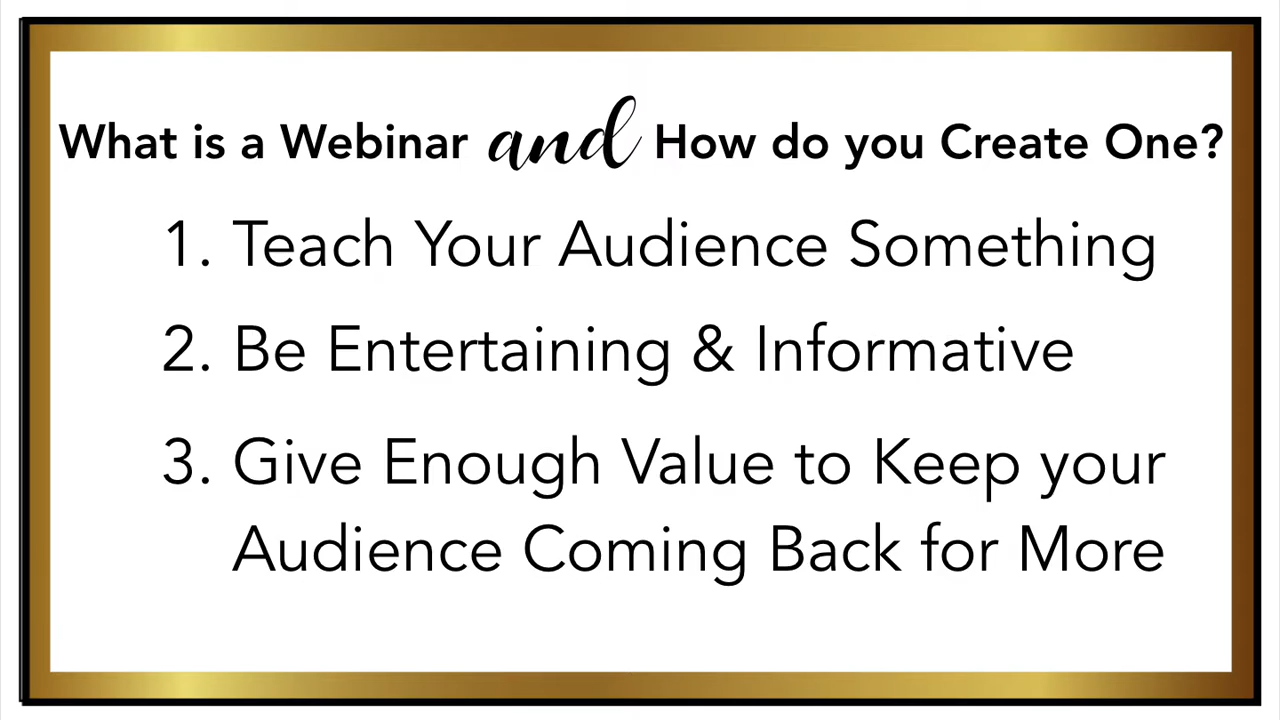 What is a Webinar and How do you Create One?
1. Teach Your Audience Something
2. Be Entertaining & Informative
3. Give Enough Value to Keep your
Audience Coming Back for More